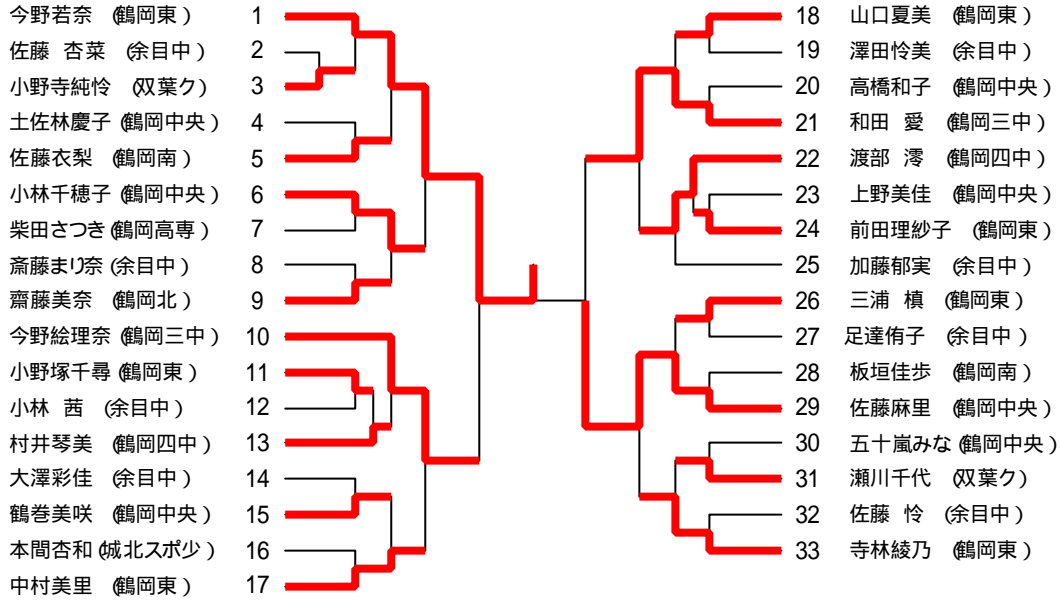 今野若奈 (鶴岡東) 1
佐藤 杏菜 (余目中) 2
小野寺純怜 (双葉ク) 3
土佐林慶子 (鶴岡中央) 4
佐藤衣梨 (鶴岡南) 5
小林千穂子 (鶴岡中央) 6
柴田さつき (鶴岡高専) 7
斎藤まり奈 (余目中) 8
齋藤美奈 (鶴岡北) 9
今野絵理奈 (鶴岡三中) 10
小野塚千尋 (鶴岡東) 11
小林 茜 (余目中) 12
村井琴美 (鶴岡四中) 13
大澤彩佳 (余目中) 14
鶴巻美咲 (鶴岡中央) 15
本間杏和 (城北スポ少) 16
中村美里 (鶴岡東) 17
18 山口夏美 (鶴岡東)
19 澤田怜美 (余目中)
20 高橋和子 (鶴岡中央)
21 和田 愛 (鶴岡三中)
22 渡部 澪 (鶴岡四中)
23 上野美佳 (鶴岡中央)
24 前田理紗子 (鶴岡東)
25 加藤郁実 (余目中)
26 三浦 槙 (鶴岡東)
27 足達侑子 (余目中)
28 板垣佳歩 (鶴岡南)
29 佐藤麻里 (鶴岡中央)
30 五十嵐みな (鶴岡中央)
31 瀬川千代 (双葉ク)
32 佐藤 怜 (余目中)
33 寺林綾乃 (鶴岡東)